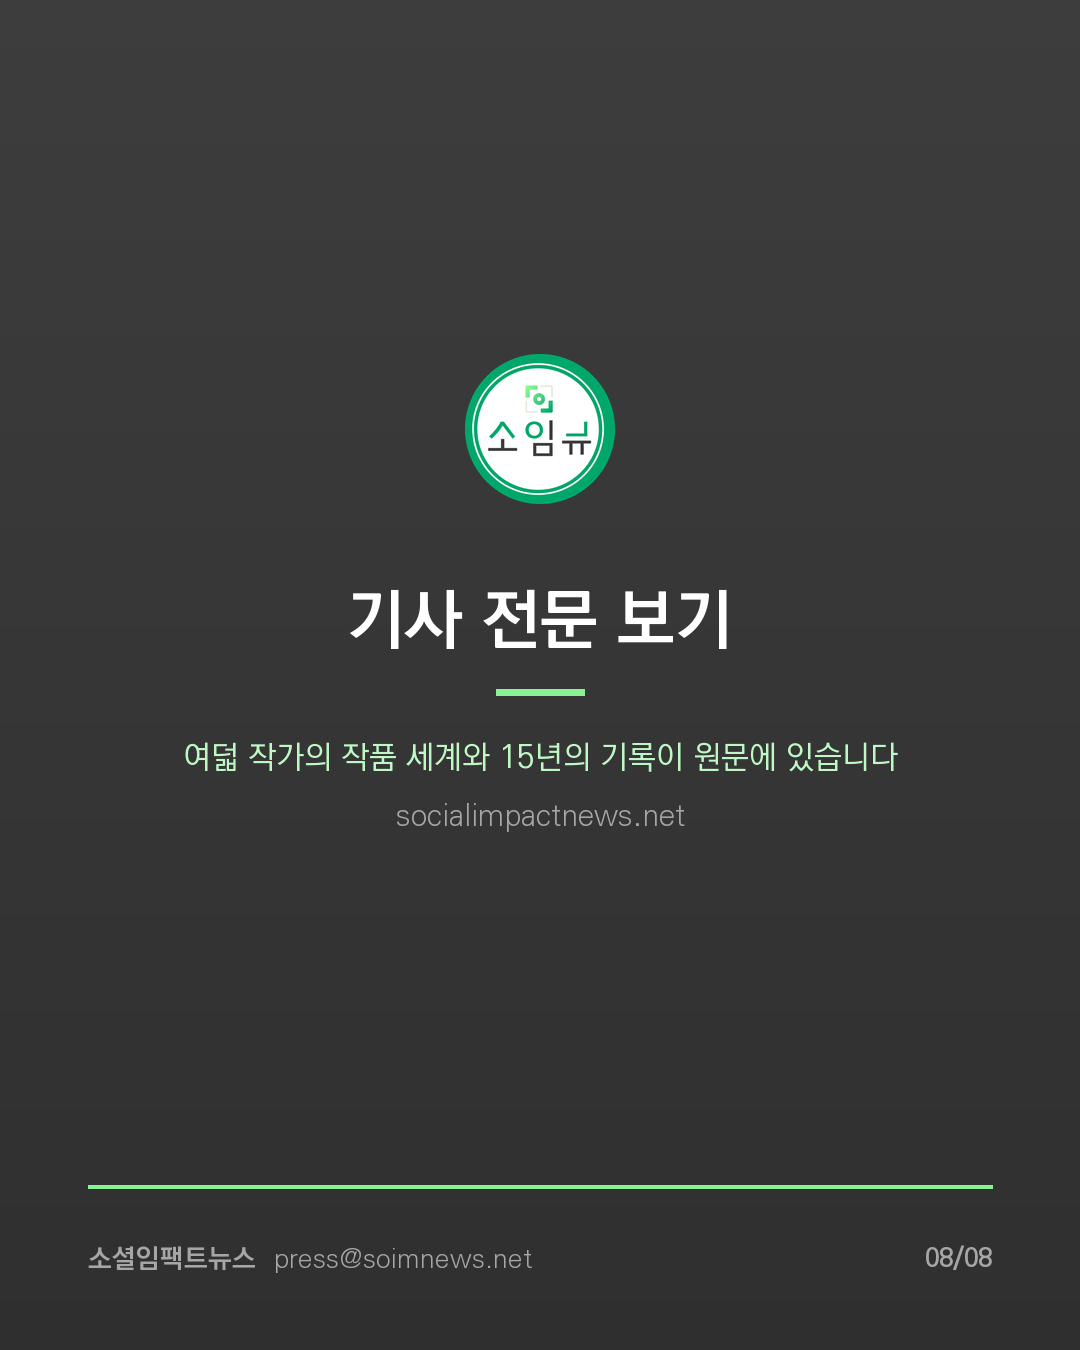 소임뉴
기사 전문 보기
여덟 작가의 작품 세계와 15년의 기록이 원문에 있습니다
socialimpactnews.net
소셜임팩트뉴스 press@soimnews.net 08/08